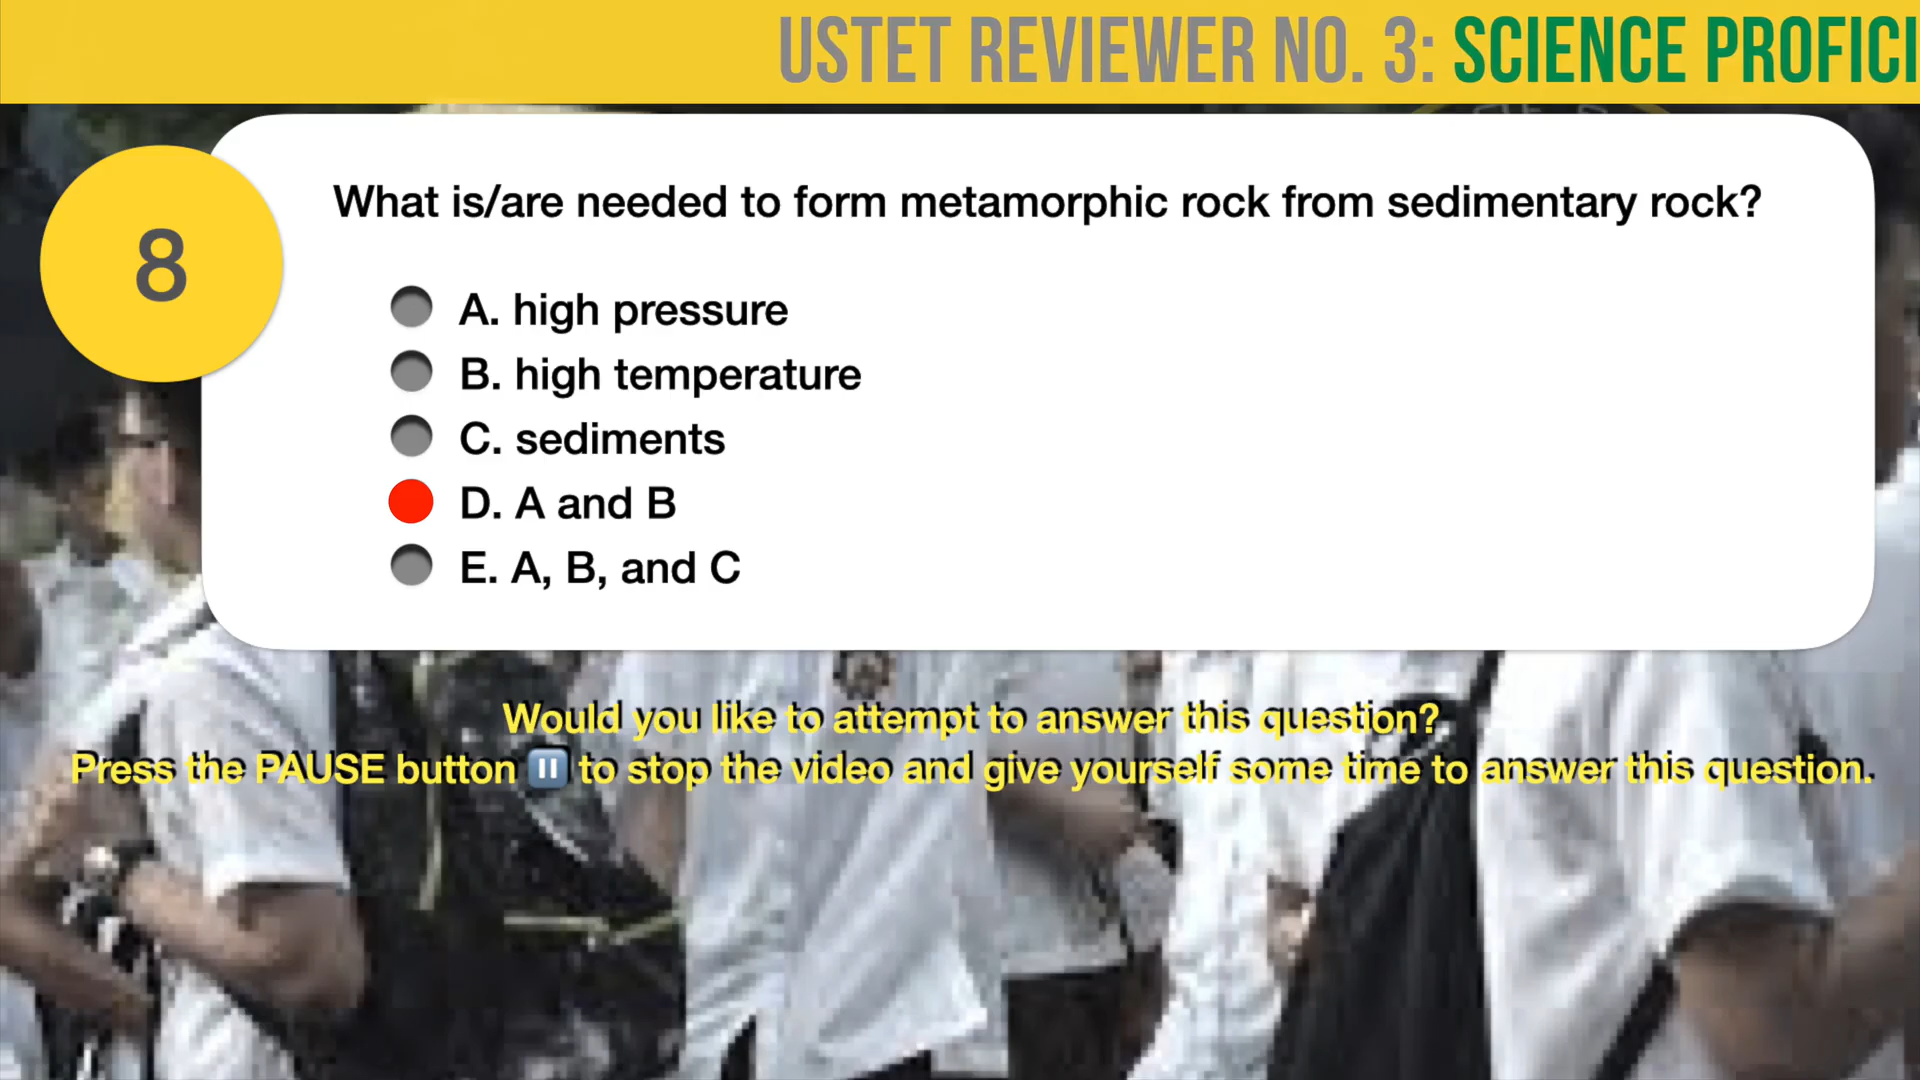 USTET REVIEWER NO. 3: SCIENCE PROFICI
8
What is/are needed to form metamorphic rock from sedimentary rock?
A. high pressure
B. high temperature
C. sediments
D. A and B
E. A, B, and C
Would you like to attempt to answer this question?
Press the PAUSE button ⏸ to stop the video and give yourself some time to answer this question.